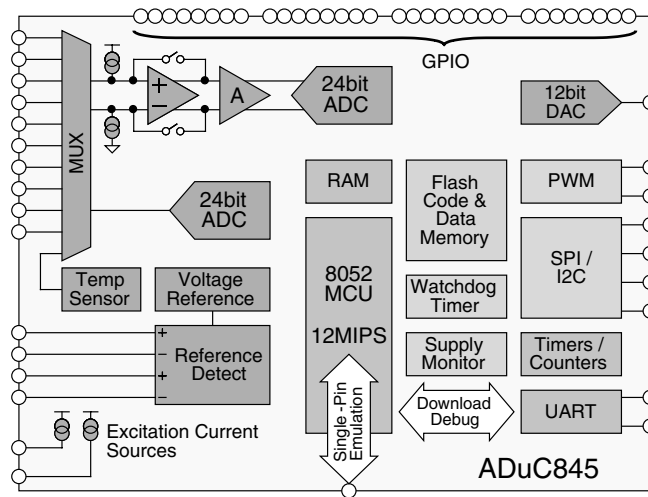 GPIO
MUX
+
−
A
24bit
ADC
12bit
DAC
24bit
ADC
RAM
Flash
Code &
Data
Memory
PWM
8052
MCU
12MIPS
SPI /
I2C
Temp
Sensor
Voltage
Reference
Watchdog
Timer
+
−
+
−
Reference
Detect
Supply
Monitor
Timers /
Counters
Single -Pin
Emulation
Download
Debug
UART
Excitation Current
Sources
ADuC845